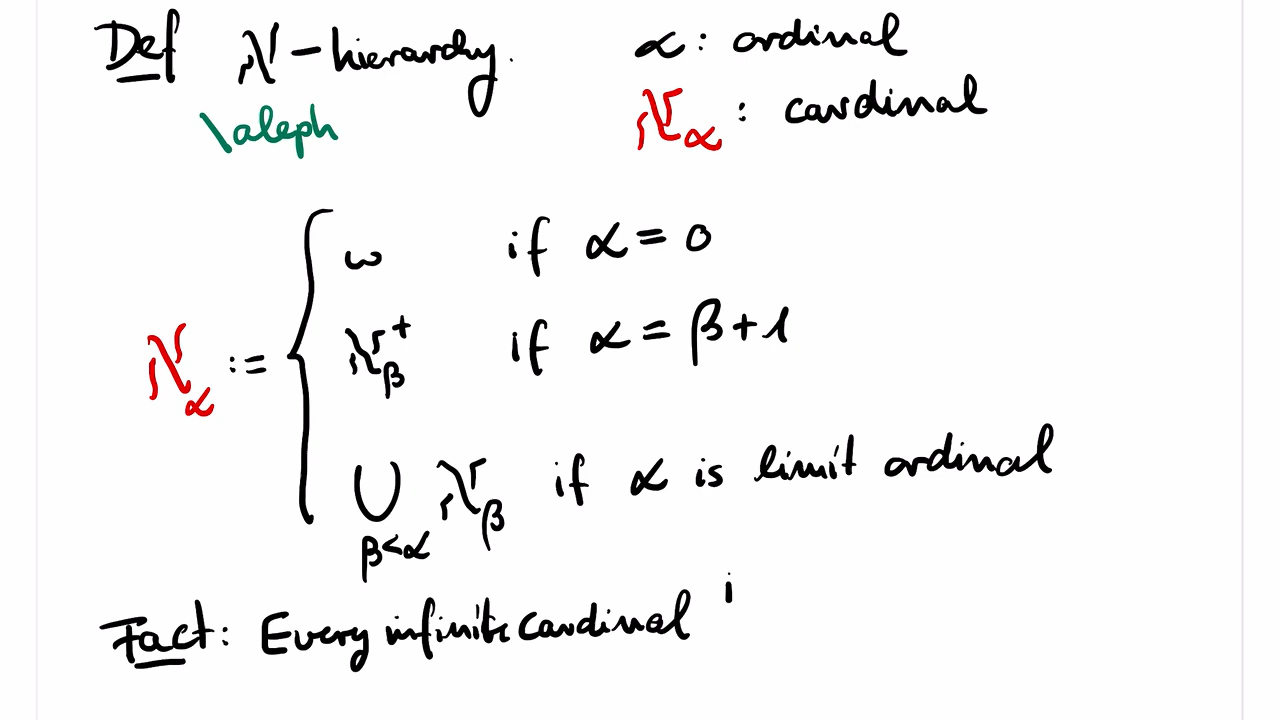 Def ℵ-hierarchy. α: ordinal
\aleph ℵ_α : cardinal
ω if α = 0
ℵ_α := { ℵ_β^+ if α = β+1
⋃_{β<α} ℵ_β if α is limit ordinal
Fact: Every infinite cardinal i